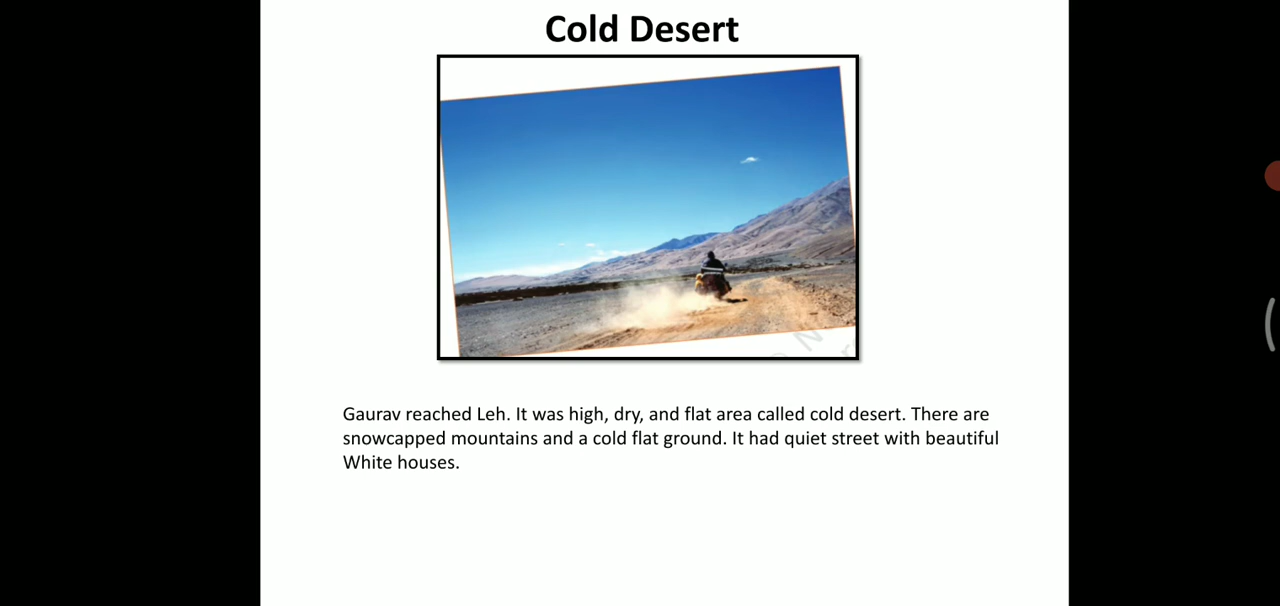 Cold Desert
Gaurav reached Leh. It was high, dry, and flat area called cold desert. There are
snowcapped mountains and a cold flat ground. It had quiet street with beautiful
White houses.